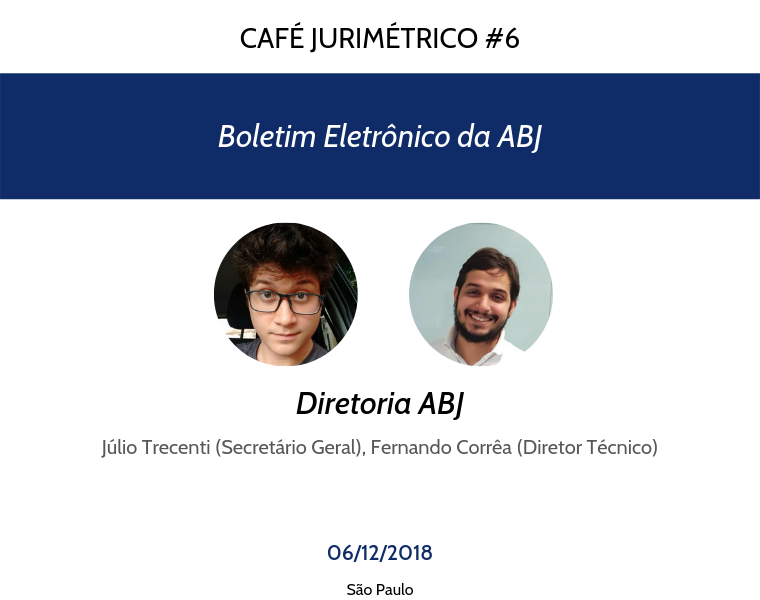 CAFÉ JURIMÉTRICO #6
Boletim Eletrônico da ABJ
Diretoria ABJ
Júlio Trecenti (Secretário Geral), Fernando Corrêa (Diretor Técnico)
06/12/2018
São Paulo